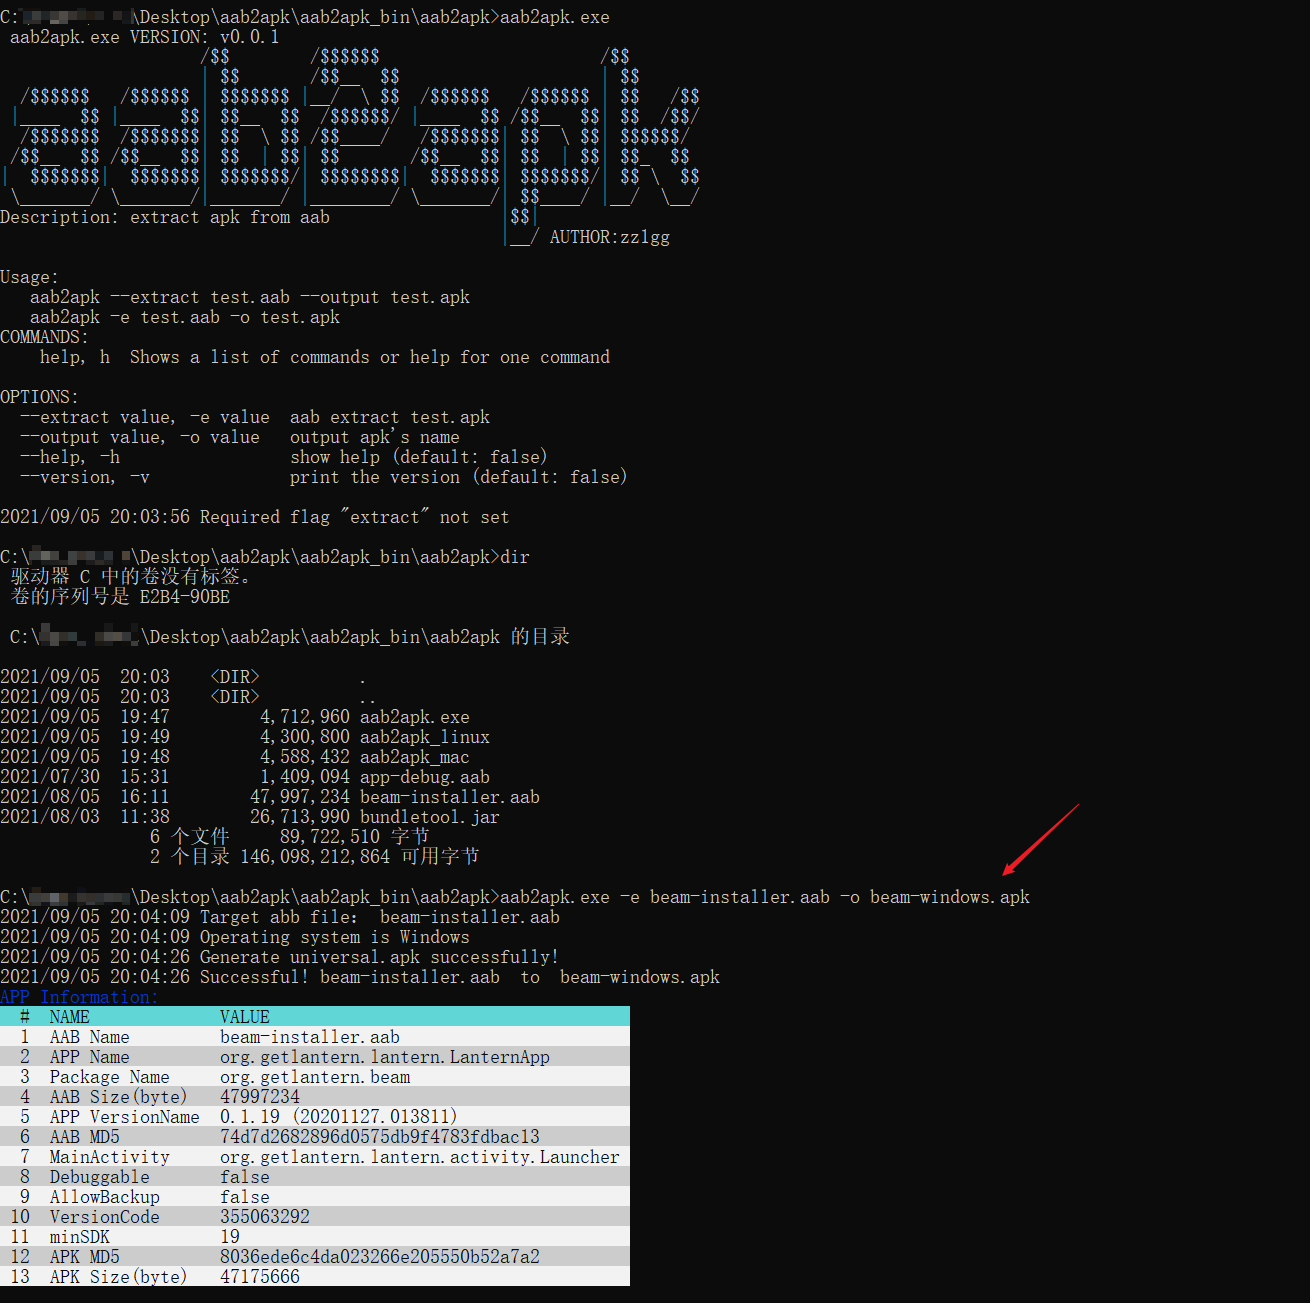 C:\ \Desktop\aab2apk\aab2apk_bin\aab2apk>aab2apk.exe
aab2apk.exe VERSION: v0.0.1
aab2apk
Description: extract apk from aab
AUTHOR:zzlgg
Usage:
aab2apk --extract test.aab --output test.apk
aab2apk -e test.aab -o test.apk
COMMANDS:
help, h  Shows a list of commands or help for one command
OPTIONS:
--extract value, -e value  aab extract test.apk
--output value, -o value  output apk's name
--help, -h  show help (default: false)
--version, -v  print the version (default: false)
2021/09/05 20:03:56 Required flag "extract" not set
C:\ \Desktop\aab2apk\aab2apk_bin\aab2apk>dir
驱动器 C 中的卷没有标签。
卷的序列号是 E2B4-90BE
C:\ \Desktop\aab2apk\aab2apk_bin\aab2apk 的目录
2021/09/05  20:03    <DIR>          .
2021/09/05  20:03    <DIR>          ..
2021/09/05  19:47         4,712,960 aab2apk.exe
2021/09/05  19:49         4,300,800 aab2apk_linux
2021/09/05  19:48         4,588,432 aab2apk_mac
2021/07/30  15:31         1,409,094 app-debug.aab
2021/08/05  16:11        47,997,234 beam-installer.aab
2021/08/03  11:38        26,713,990 bundletool.jar
6 个文件     89,722,510 字节
2 个目录 146,098,212,864 可用字节
C:\ \Desktop\aab2apk\aab2apk_bin\aab2apk>aab2apk.exe -e beam-installer.aab -o beam-windows.apk
2021/09/05 20:04:09 Target abb file： beam-installer.aab
2021/09/05 20:04:09 Operating system is Windows
2021/09/05 20:04:26 Generate universal.apk successfully!
2021/09/05 20:04:26 Successful! beam-installer.aab  to  beam-windows.apk
APP Information:
#  NAME  VALUE
1  AAB Name  beam-installer.aab
2  APP Name  org.getlantern.lantern.LanternApp
3  Package Name  org.getlantern.beam
4  AAB Size(byte)  47997234
5  APP VersionName  0.1.19 (20201127.013811)
6  AAB MD5  74d7d2682896d0575db9f4783fdbac13
7  MainActivity  org.getlantern.lantern.activity.Launcher
8  Debuggable  false
9  AllowBackup  false
10  VersionCode  355063292
11  minSDK  19
12  APK MD5  8036ede6c4da023266e205550b52a7a2
13  APK Size(byte)  47175666